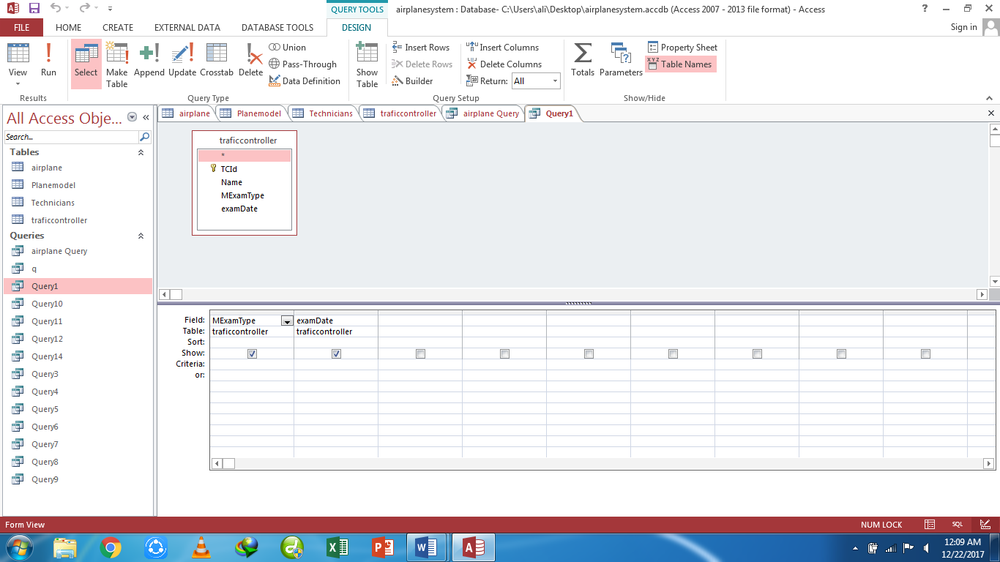 QUERY TOOLS
airplanesystem : Database- C:\Users\ali\Desktop\airplanesystem.accdb (Access 2007 - 2013 file format) - Access
?
FILE HOME CREATE EXTERNAL DATA DATABASE TOOLS DESIGN Sign in
View
Run
Results
Select
Make Table
Append
Update
Crosstab
Delete
Union
Pass-Through
Data Definition
Query Type
Show Table
Insert Rows
Delete Rows
Builder
Insert Columns
Delete Columns
Return: All
Query Setup
Totals
Parameters
Property Sheet
XYZ Table Names
Show/Hide
All Access Obje...
Search...
Tables
airplane
Planemodel
Technicians
traficcontroller
Queries
airplane Query
q
Query1
Query10
Query11
Query12
Query14
Query3
Query4
Query5
Query6
Query7
Query8
Query9
airplane Planemodel Technicians traficcontroller airplane Query Query1
traficcontroller
*
TCId
Name
MExamType
examDate
Field: MExamType examDate
Table: traficcontroller traficcontroller
Sort:
Show:
Criteria:
or:
Form View NUM LOCK SQL
12:09 AM
12/22/2017